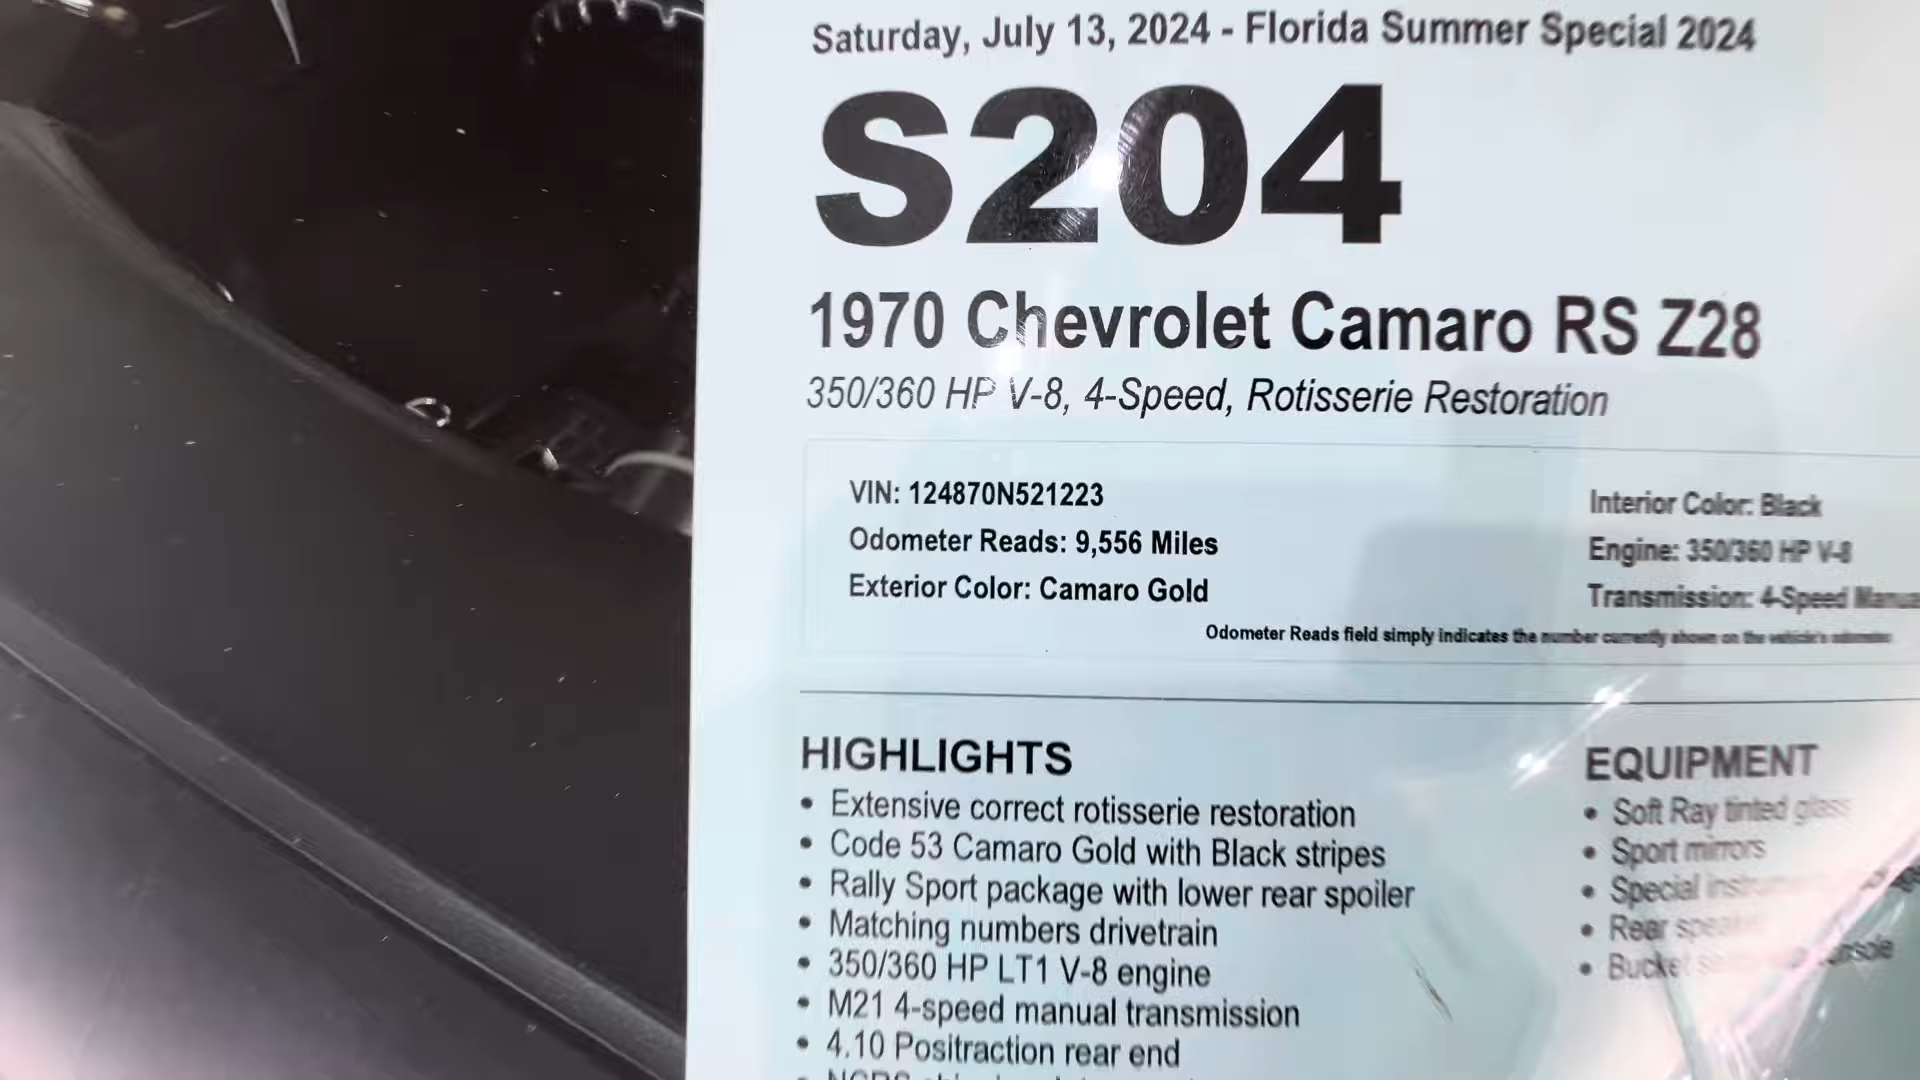 Saturday, July 13, 2024 - Florida Summer Special 2024
S204
1970 Chevrolet Camaro RS Z28
350/360 HP V-8, 4-Speed, Rotisserie Restoration
VIN: 124870N521223
Odometer Reads: 9,556 Miles
Exterior Color: Camaro Gold
Interior Color: Black
Engine: 350/360 HP V-8
Transmission: 4-Speed Manua
Odometer Reads field simply indicates the number currently shown on the vehicle's odometer
HIGHLIGHTS
• Extensive correct rotisserie restoration
• Code 53 Camaro Gold with Black stripes
• Rally Sport package with lower rear spoiler
• Matching numbers drivetrain
• 350/360 HP LT1 V-8 engine
• M21 4-speed manual transmission
• 4.10 Positraction rear end
EQUIPMENT
• Soft Ray tinted glass
• Sport mirrors
• Special
• Rear
• Bucket